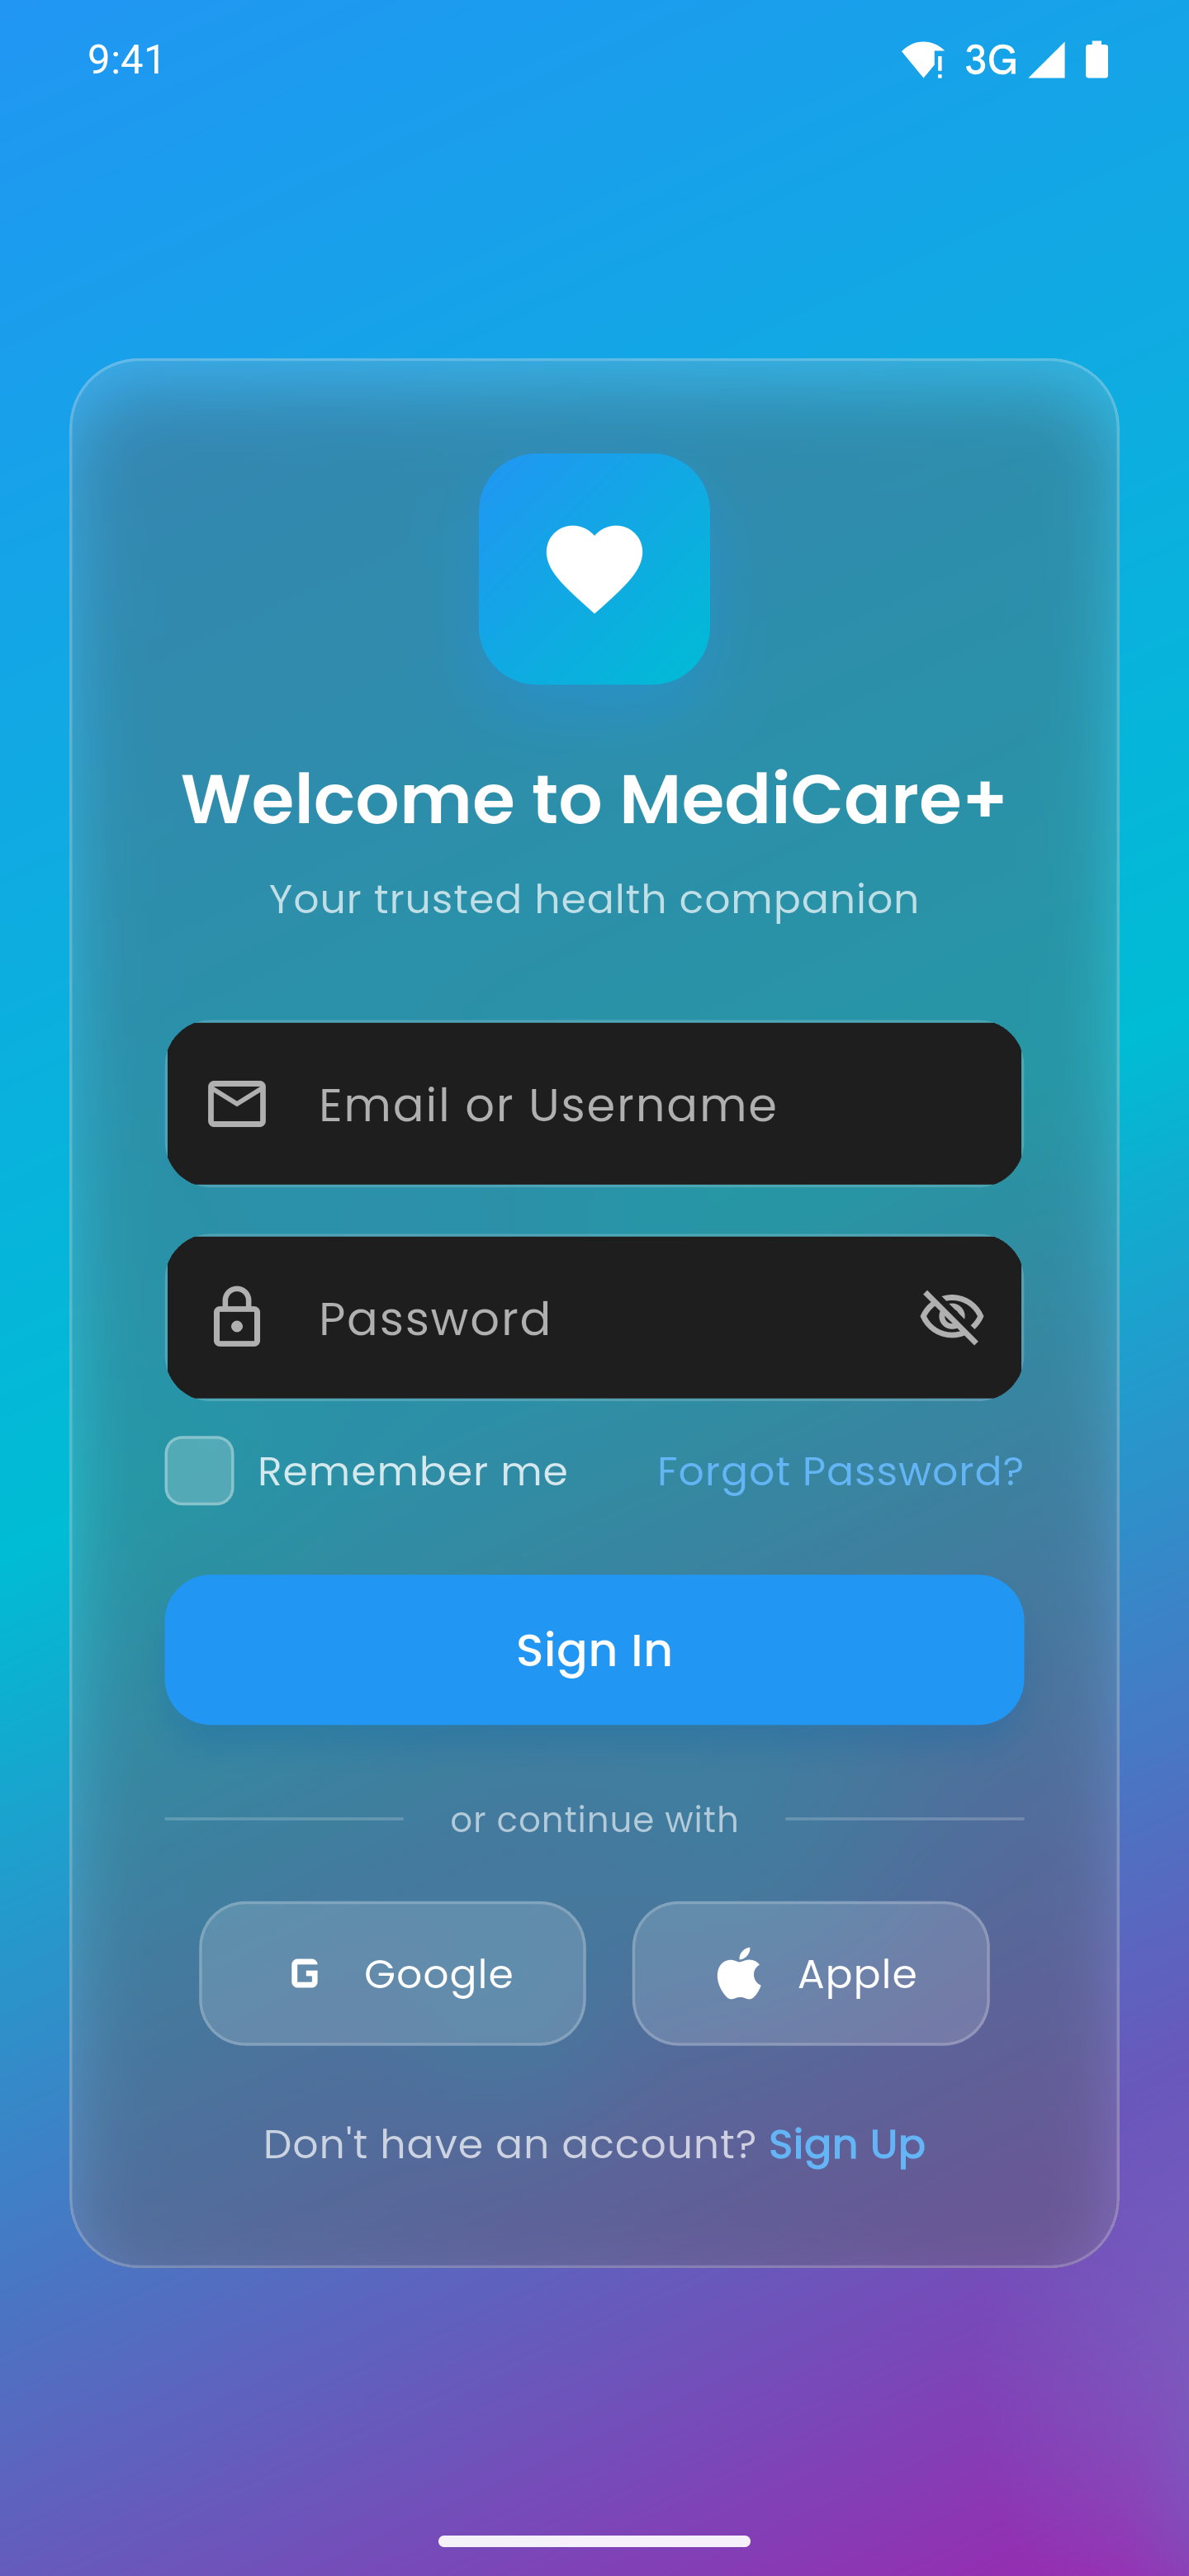 9:41
3G
Welcome to MediCare+
Your trusted health companion
Email or Username
Password
Remember me
Forgot Password?
Sign In
or continue with
G Google
Apple
Don't have an account? Sign Up